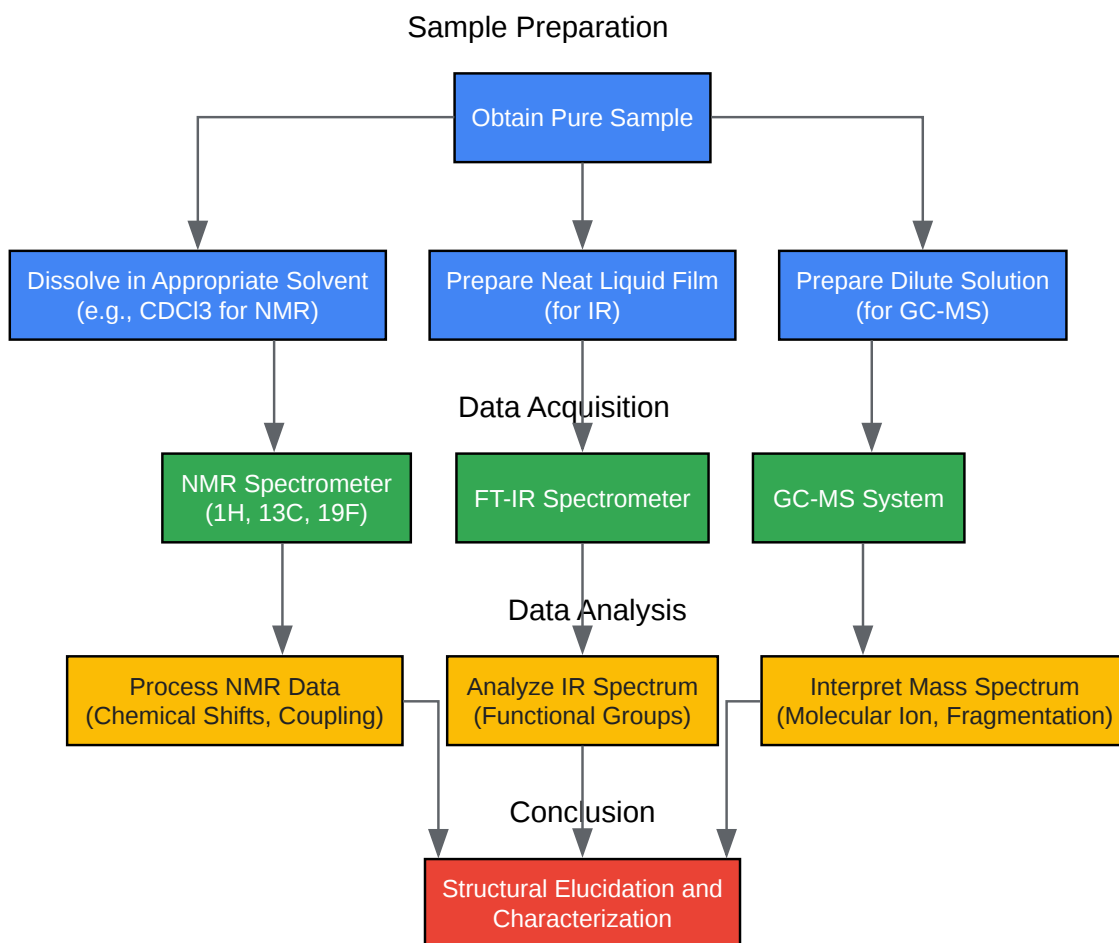 Sample Preparation
Obtain Pure Sample
Dissolve in Appropriate Solvent
(e.g., CDCl3 for NMR)
Prepare Neat Liquid Film
(for IR)
Prepare Dilute Solution
(for GC-MS)
Data Acquisition
NMR Spectrometer
(1H, 13C, 19F)
FT-IR Spectrometer
GC-MS System
Data Analysis
Process NMR Data
(Chemical Shifts, Coupling)
Analyze IR Spectrum
(Functional Groups)
Interpret Mass Spectrum
(Molecular Ion, Fragmentation)
Conclusion
Structural Elucidation and
Characterization